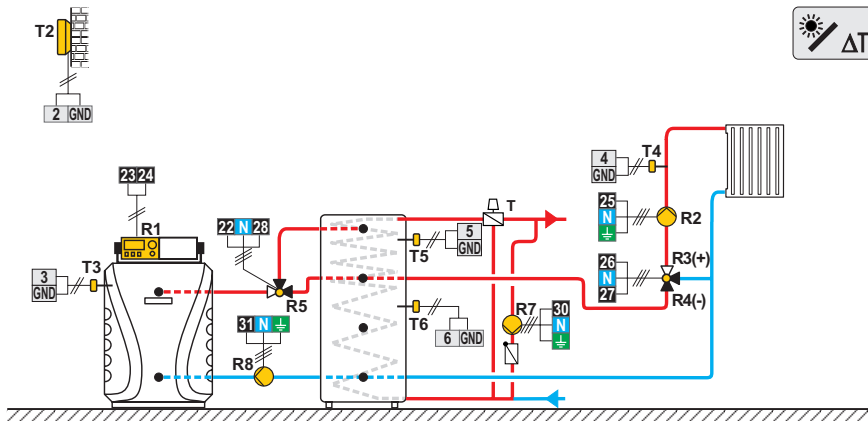 T2
2 GND
ΔT
23 24
R1
3
GND
T3
22 N 28
R5
31 N
R8
T
5
GND
T5
T6
6 GND
R7
30
N
4
GND
T4
25
N
R2
26
N
27
R3(+)
R4(-)